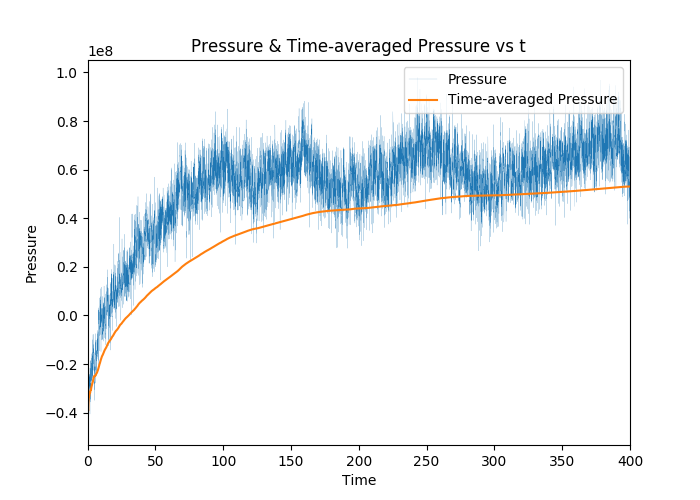 Pressure & Time-averaged Pressure vs t
1e8
Pressure
Time-averaged Pressure
1.0
0.8
0.6
0.4
0.2
0.0
−0.2
−0.4
Pressure
0 50 100 150 200 250 300 350 400
Time